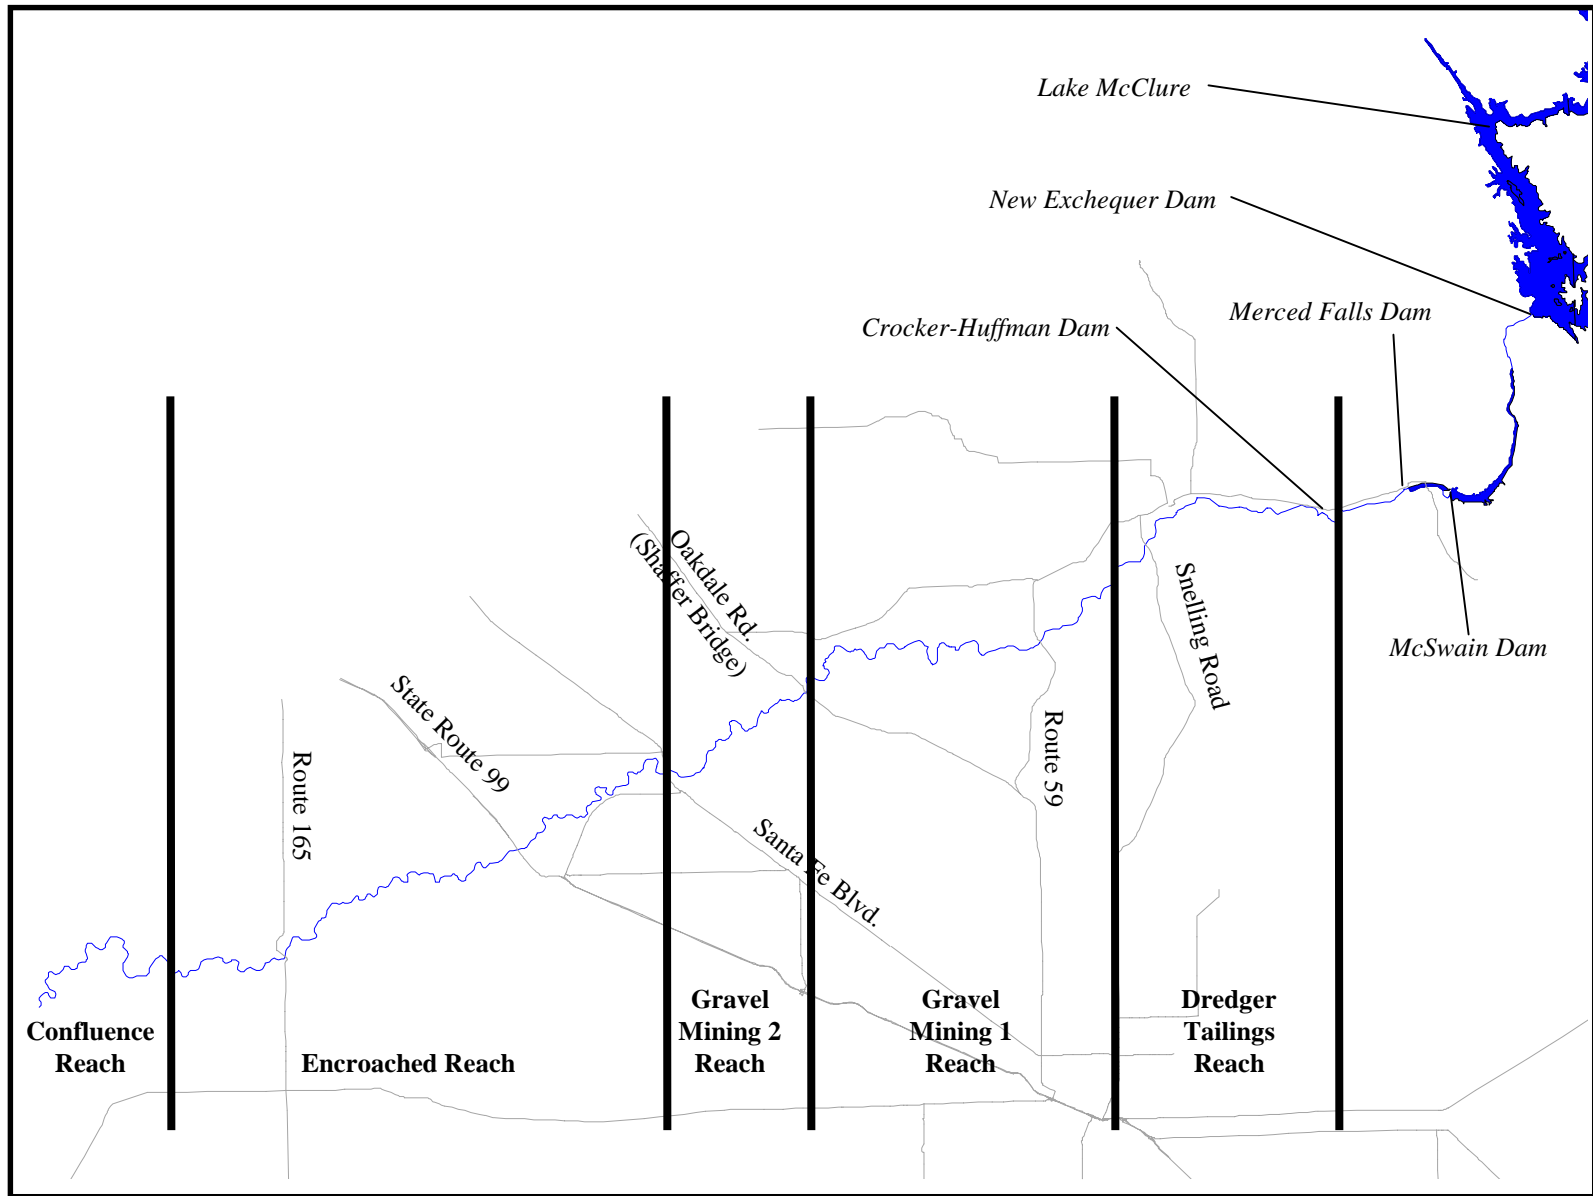 Lake McClure
New Exchequer Dam
Merced Falls Dam
Crocker-Huffman Dam
Oakdale Rd.
(Shaffer Bridge)
Snelling Road
McSwain Dam
State Route 99
Route 59
Route 165
Santa Fe Blvd.
Confluence
Reach
Encroached Reach
Gravel
Mining 2
Reach
Gravel
Mining 1
Reach
Dredger
Tailings
Reach